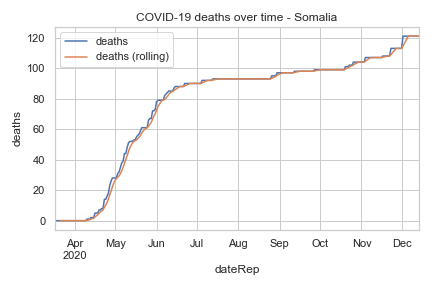 COVID-19 deaths over time - Somalia
deaths
deaths (rolling)
120
100
80
60
40
20
0
deaths
Apr May Jun Jul Aug Sep Oct Nov Dec
2020
dateRep